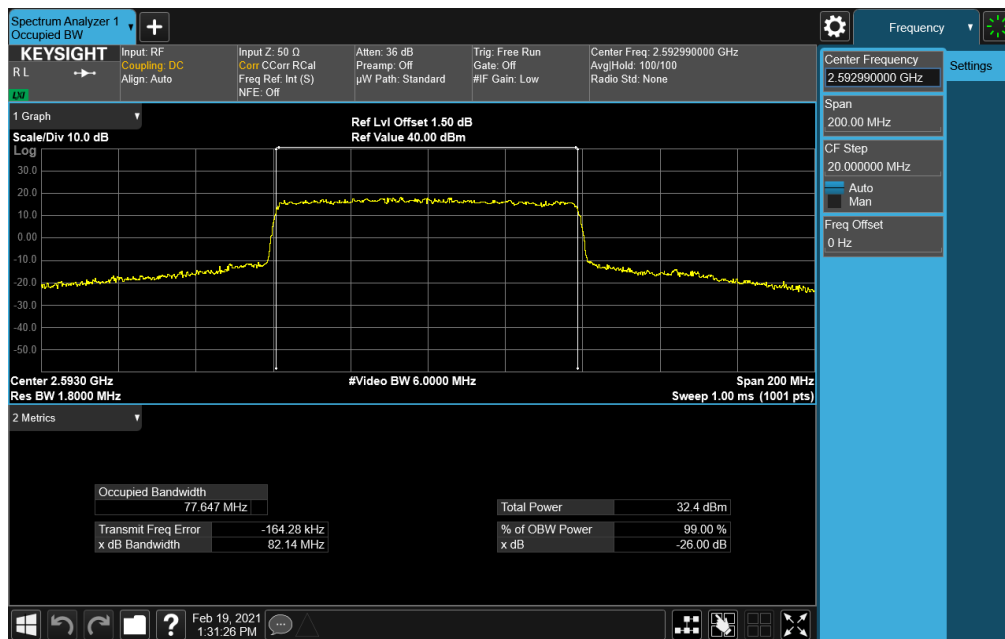 Spectrum Analyzer 1
Occupied BW
Frequency
KEYSIGHT
R L
LXI
Input: RF
Coupling: DC
Align: Auto
Input Z: 50 Ω
Corr CCorr RCal
Freq Ref: Int (S)
NFE: Off
Atten: 36 dB
Preamp: Off
µW Path: Standard
Trig: Free Run
Gate: Off
#IF Gain: Low
Center Freq: 2.592990000 GHz
Avg|Hold: 100/100
Radio Std: None
Center Frequency
2.592990000 GHz
Settings
Span
200.00 MHz
CF Step
20.000000 MHz
Auto
Man
Freq Offset
0 Hz
1 Graph
Scale/Div 10.0 dB
Ref Lvl Offset 1.50 dB
Ref Value 40.00 dBm
Log
30.0
20.0
10.0
0.00
-10.0
-20.0
-30.0
-40.0
-50.0
Center 2.5930 GHz
#Video BW 6.0000 MHz
Span 200 MHz
Res BW 1.8000 MHz
Sweep 1.00 ms (1001 pts)
2 Metrics
Occupied Bandwidth
77.647 MHz
Total Power 32.4 dBm
Transmit Freq Error -164.28 kHz
% of OBW Power 99.00 %
x dB Bandwidth 82.14 MHz
x dB -26.00 dB
Feb 19, 2021
1:31:26 PM